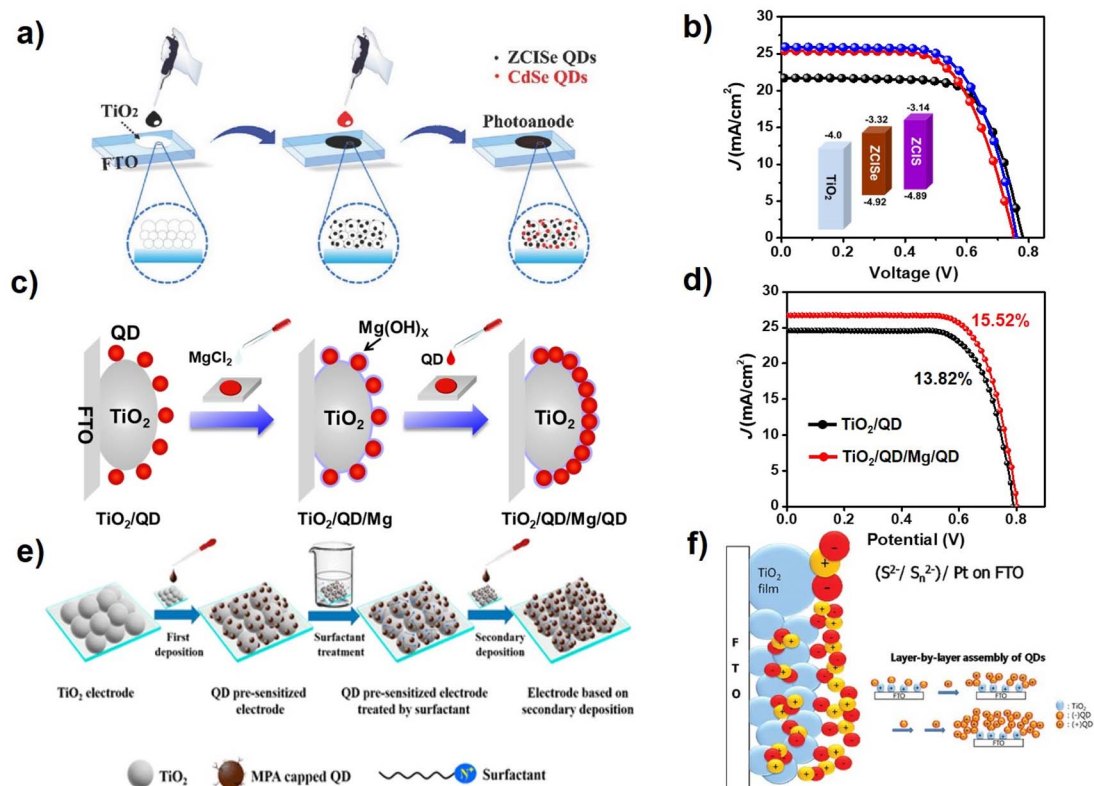 a)
• ZCISe QDs
• CdSe QDs
TiO₂
FTO
Photoanode
b)
J (mA/cm²)
30
25
20
15
10
5
0
0.0 0.2 0.4 0.6 0.8
Voltage (V)
-4.0
TiO₂
-3.32
ZCISe
-4.92
-3.14
ZCIS
-4.89
c)
QD
FTO
TiO₂
TiO₂/QD
MgCl₂
Mg(OH)ₓ
TiO₂
TiO₂/QD/Mg
QD
TiO₂
TiO₂/QD/Mg/QD
d)
J (mA/cm²)
30
25
20
15
10
5
0
15.52%
13.82%
TiO₂/QD
TiO₂/QD/Mg/QD
0.0 0.2 0.4 0.6 0.8
Potential (V)
e)
First
deposition
Surfactant
treatment
Secondary
deposition
TiO₂ electrode
QD pre-sensitized
electrode
QD pre-sensitized electrode
treated by surfactant
Electrode based on
secondary deposition
TiO₂
MPA capped QD
N⁺
Surfactant
f)
FTO
TiO₂
film
(S²⁻/ Sₙ²⁻)/ Pt on FTO
Layer-by-layer assembly of QDs
FTO
FTO
FTO
: TiO₂
: (-)QD
: (+)QD